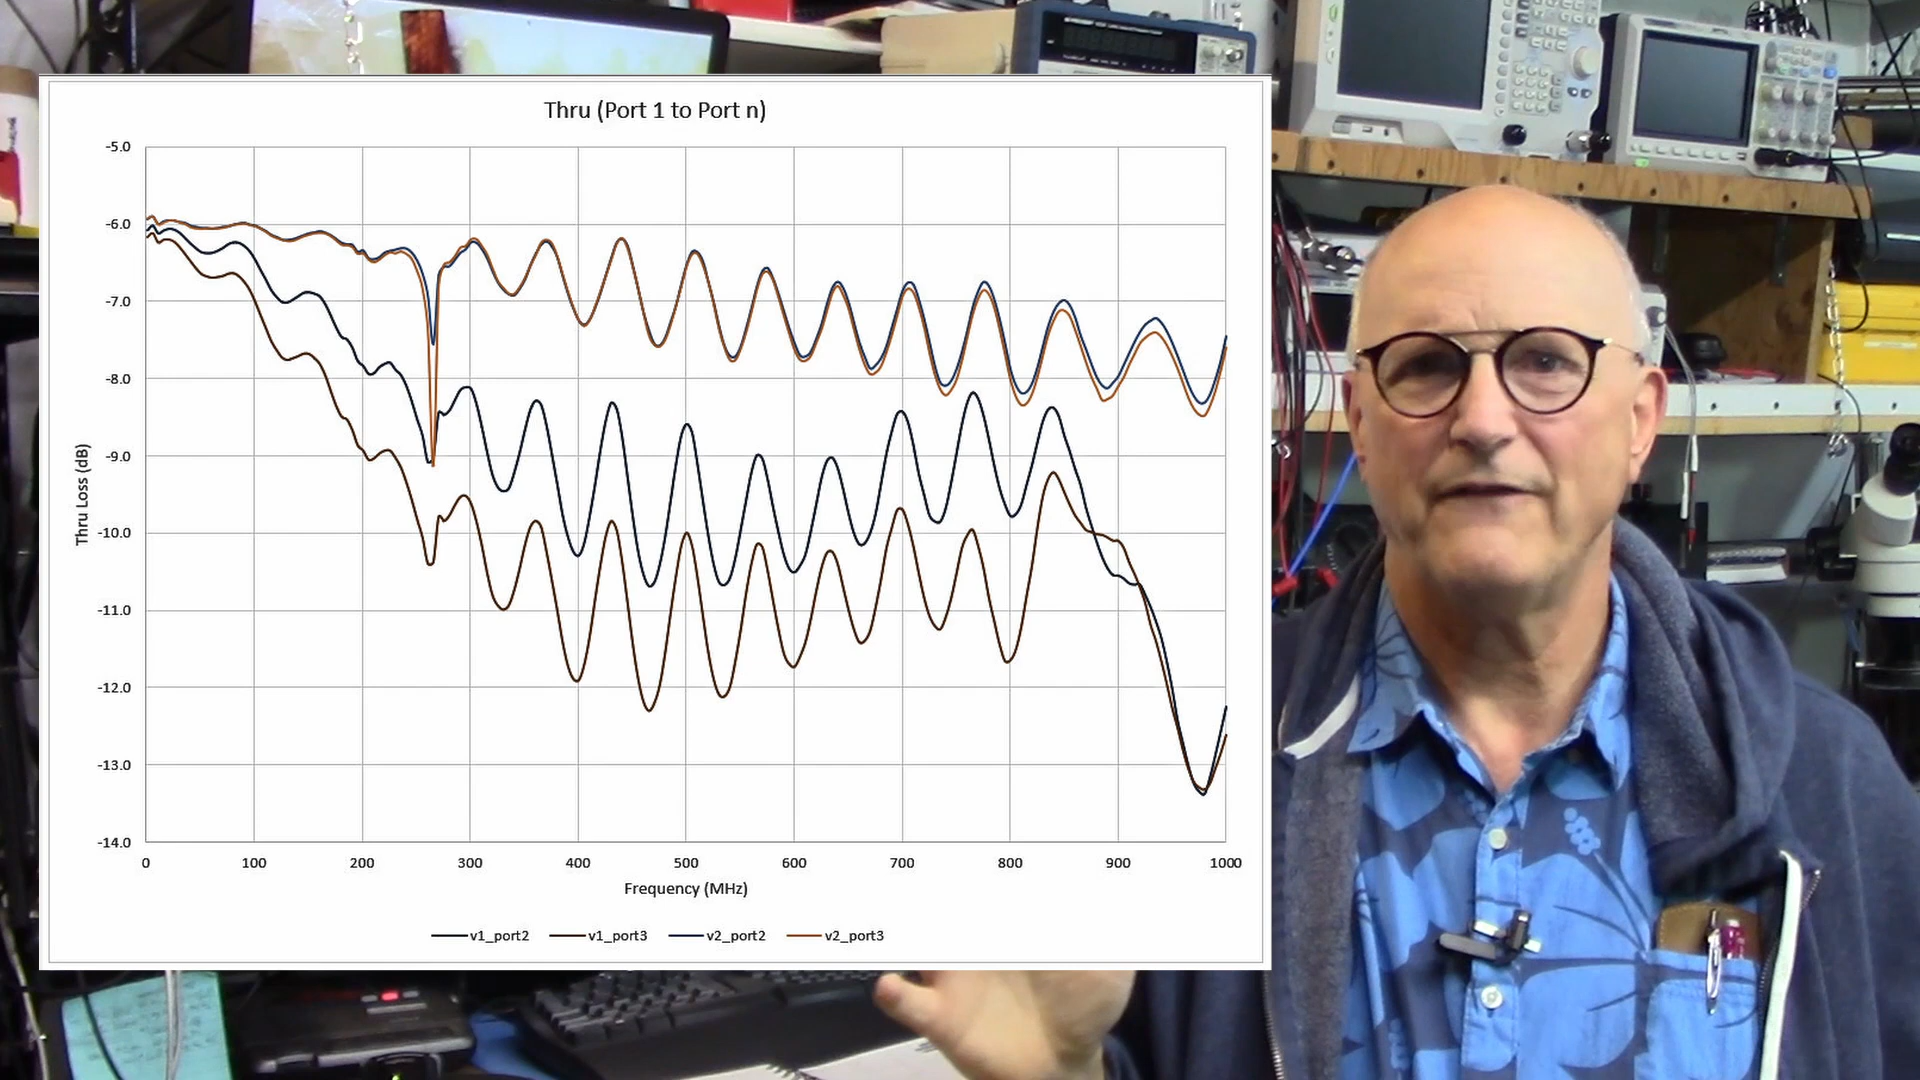 Thru (Port 1 to Port n)
-5.0
-6.0
-7.0
-8.0
-9.0
-10.0
-11.0
-12.0
-13.0
-14.0
Thru Loss (dB)
0 100 200 300 400 500 600 700 800 900 1000
Frequency (MHz)
v1_port2 v1_port3 v2_port2 v2_port3